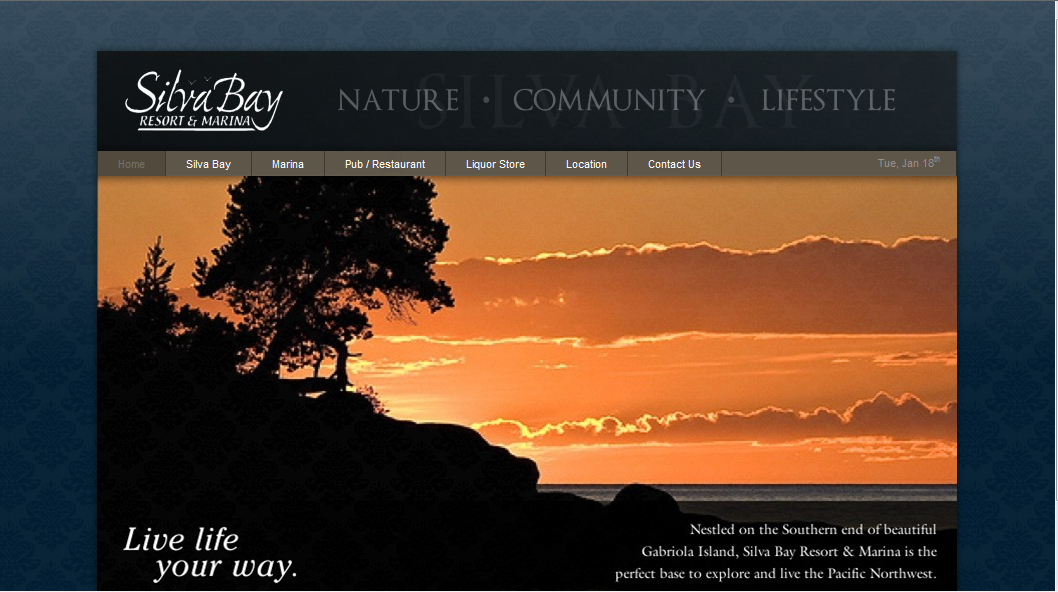 Silva Bay
RESORT & MARINA
SILVA BAY
NATURE • COMMUNITY • LIFESTYLE
Home Silva Bay Marina Pub / Restaurant Liquor Store Location Contact Us Tue, Jan 18th
Live life
your way.
Nestled on the Southern end of beautiful
Gabriola Island, Silva Bay Resort & Marina is the
perfect base to explore and live the Pacific Northwest.